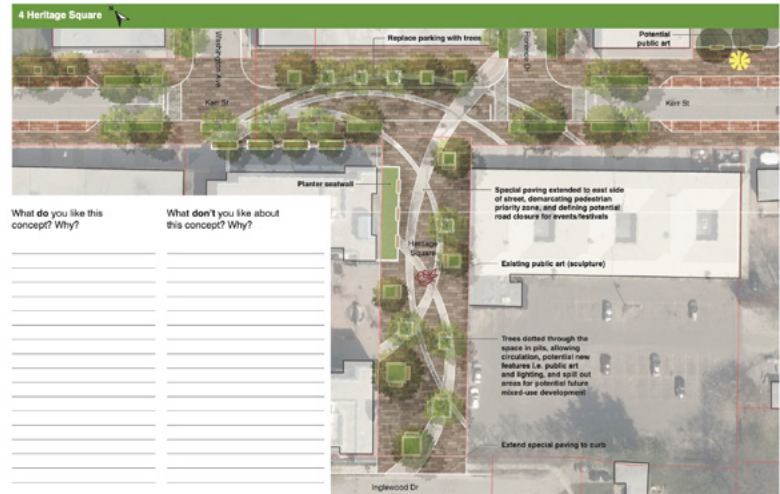 4 Heritage Square
N
Washington Ave
Replace parking with trees
Florence Dr
Potential
public art
Kerr St
Kerr St
Planter seatwall
Special paving extended to east side
of street, demarcating pedestrian
priority zone, and defining potential
road closure for events/festivals
What do you like this
concept? Why?
What don't you like about
this concept? Why?
Heritage
Square
Existing public art (sculpture)
Trees dotted through the
space in pits, allowing
circulation, potential new
features i.e. public art
and lighting, and spill out
areas for potential future
mixed-use development
Extend special paving to curb
Inglewood Dr